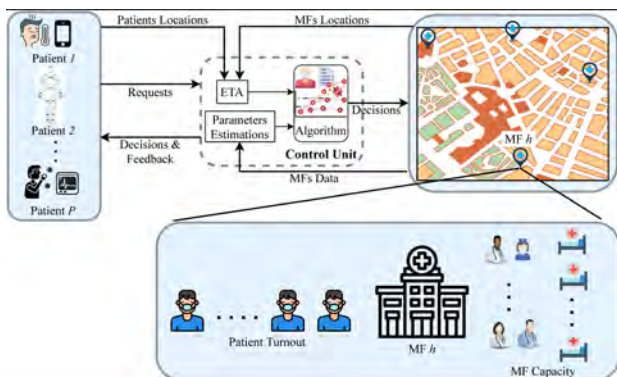 Patients Locations
MFs Locations
Patient 1
Requests
ETA
Patient 2
Parameters
Estimations
Algorithm
Decisions
Decisions &
Feedback
Control Unit
MF h
Patient P
MFs Data
Patient Turnout
MF h
MF Capacity